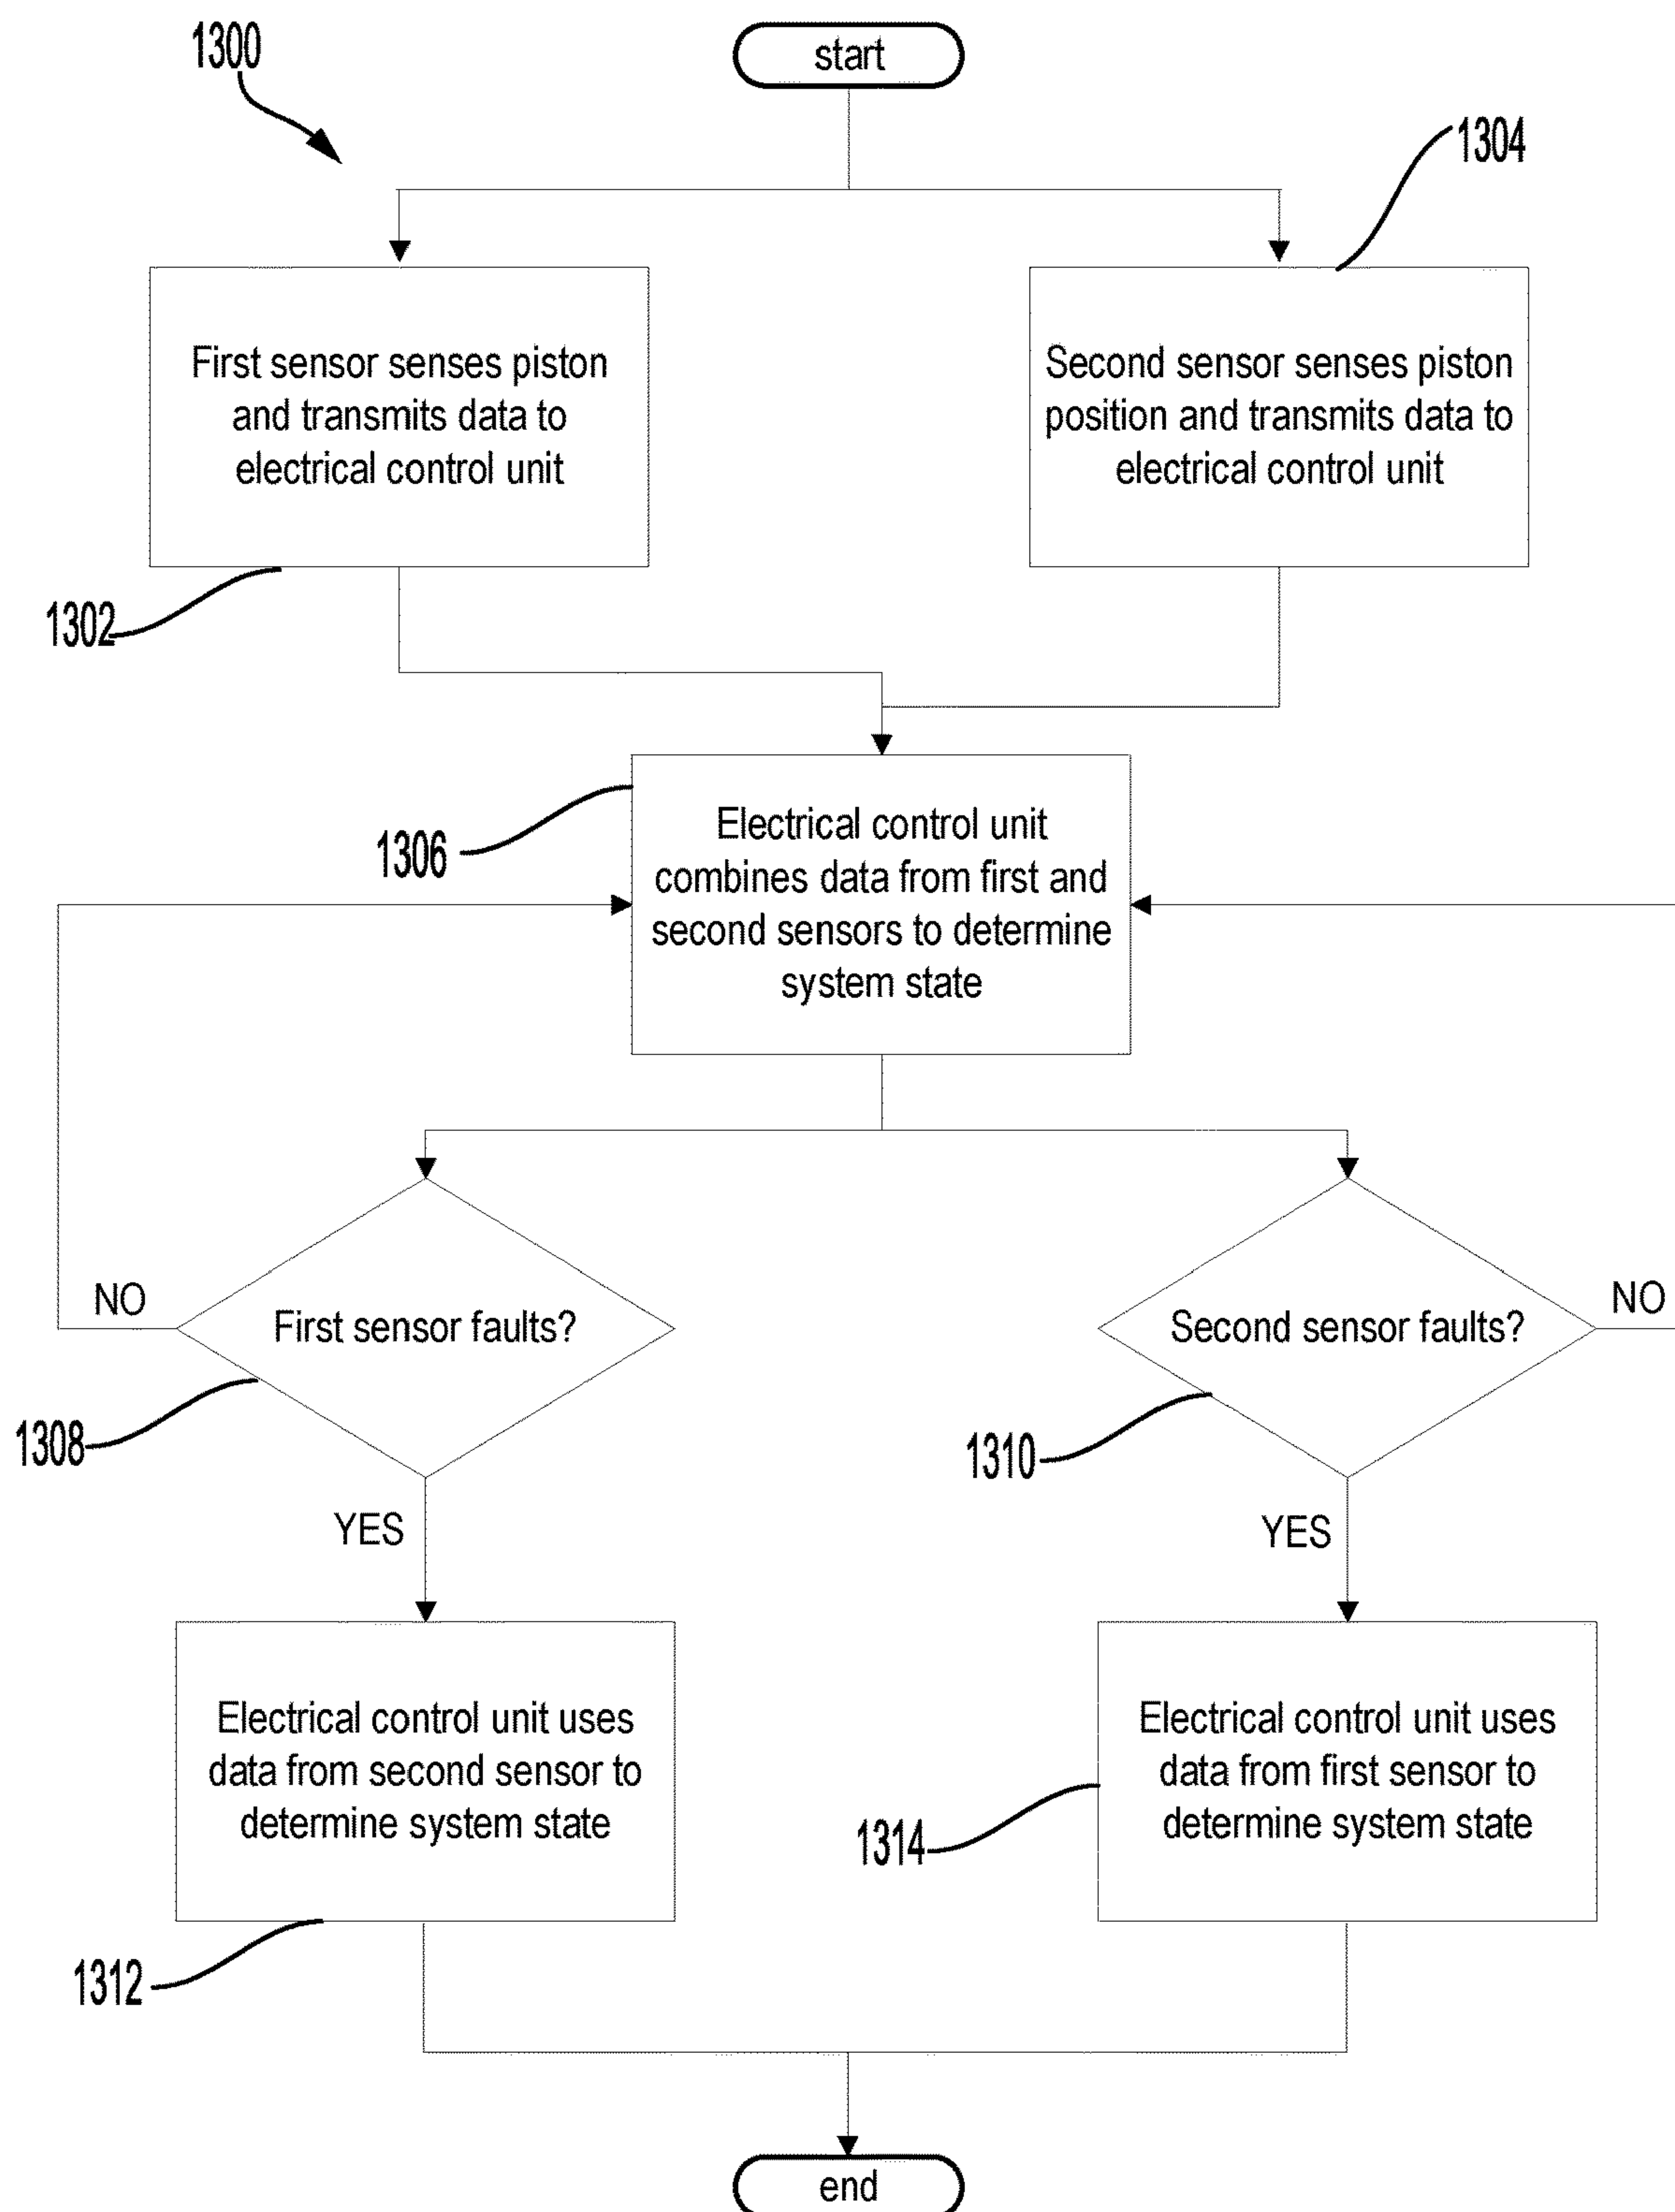 1300
start
1304
First sensor senses piston
and transmits data to
electrical control unit
Second sensor senses piston
position and transmits data to
electrical control unit
1302
1306
Electrical control unit
combines data from first and
second sensors to determine
system state
NO
First sensor faults?
Second sensor faults?
NO
1308
1310
YES
YES
Electrical control unit uses
data from second sensor to
determine system state
Electrical control unit uses
data from first sensor to
determine system state
1314
1312
end